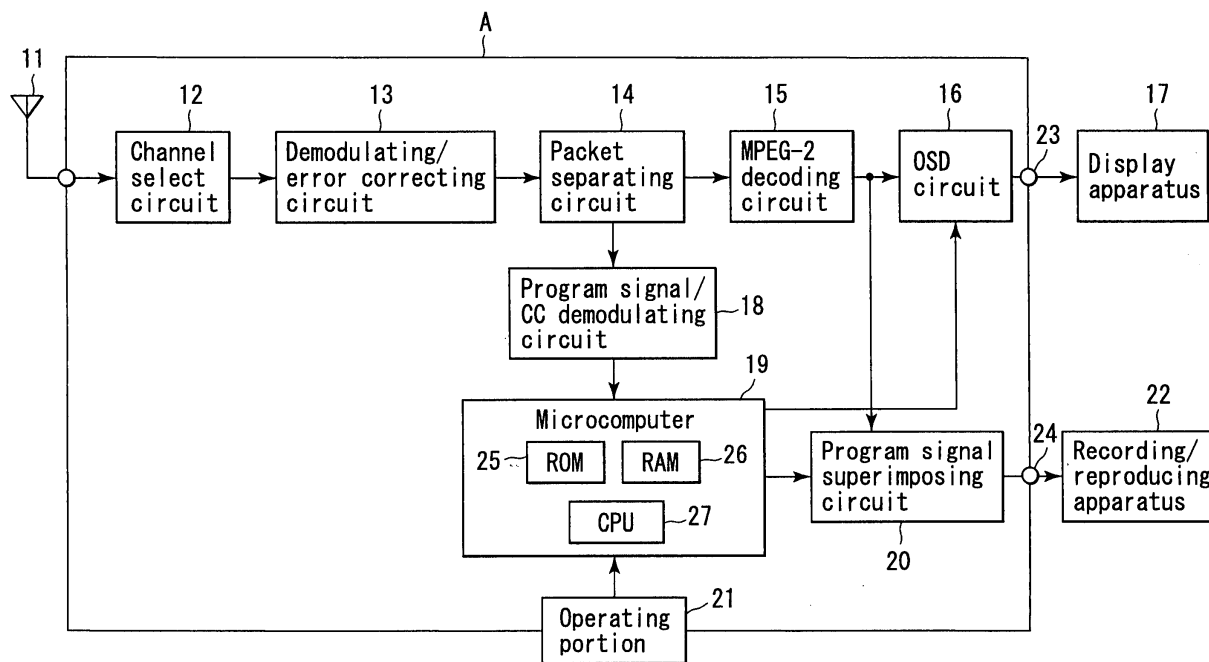 A
11
12
13
14
15
16
17
23
Channel
select
circuit
Demodulating/
error correcting
circuit
Packet
separating
circuit
MPEG-2
decoding
circuit
OSD
circuit
Display
apparatus
Program signal/
CC demodulating
circuit
18
19
Microcomputer
25
ROM
RAM
26
CPU
27
Program signal
superimposing
circuit
20
24
22
Recording/
reproducing
apparatus
Operating
portion
21